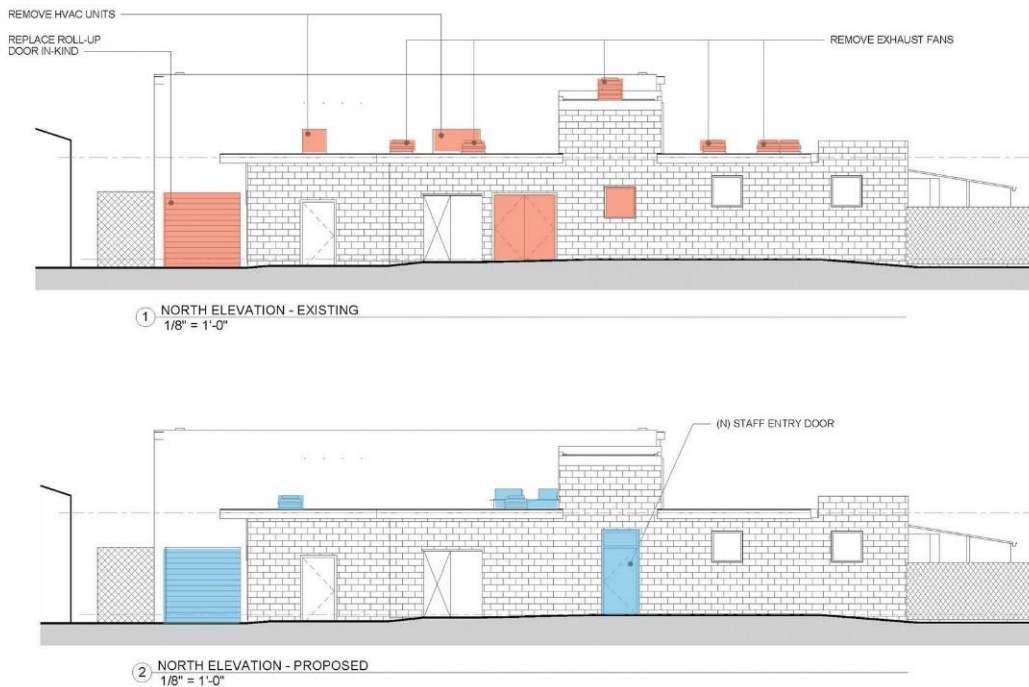 REMOVE HVAC UNITS
REPLACE ROLL-UP
DOOR IN-KIND
REMOVE EXHAUST FANS
1 NORTH ELEVATION - EXISTING
1/8" = 1'-0"
(N) STAFF ENTRY DOOR
2 NORTH ELEVATION - PROPOSED
1/8" = 1'-0"